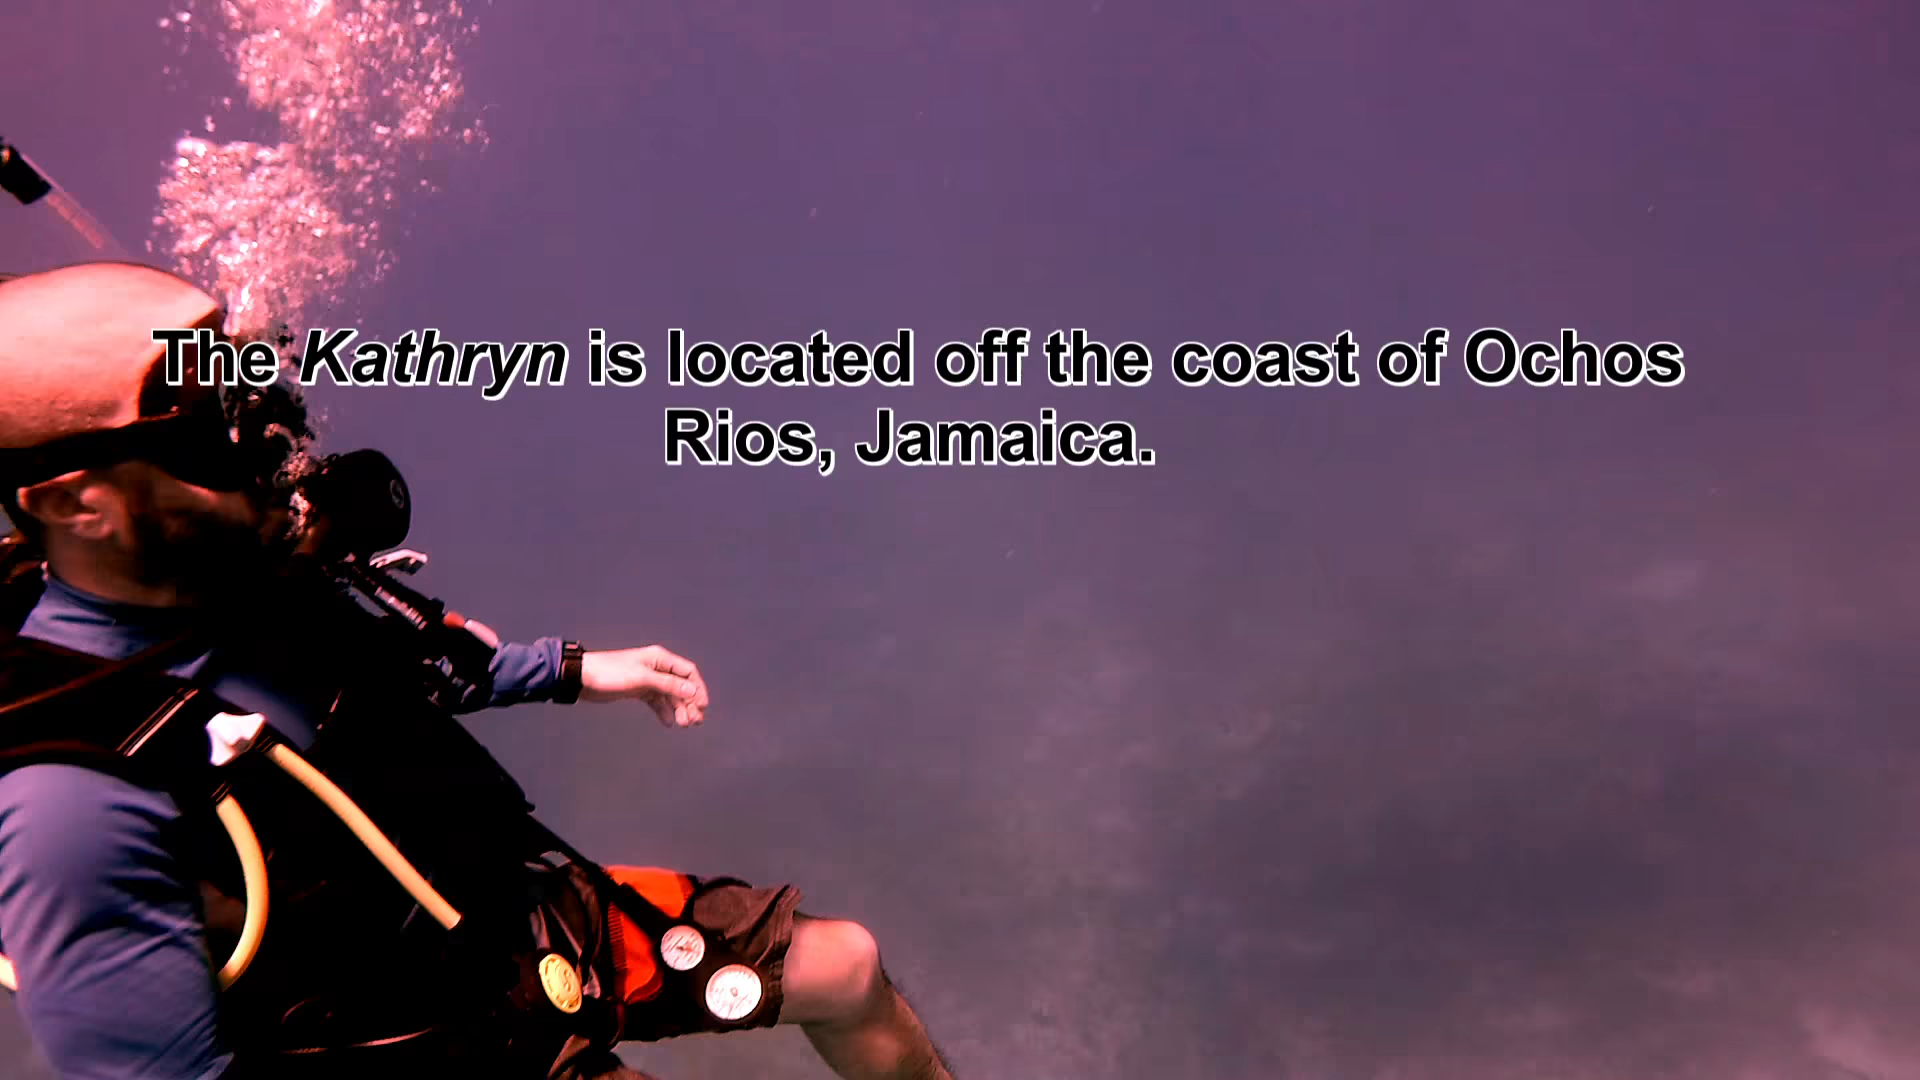 The Kathryn is located off the coast of Ochos
Rios, Jamaica.